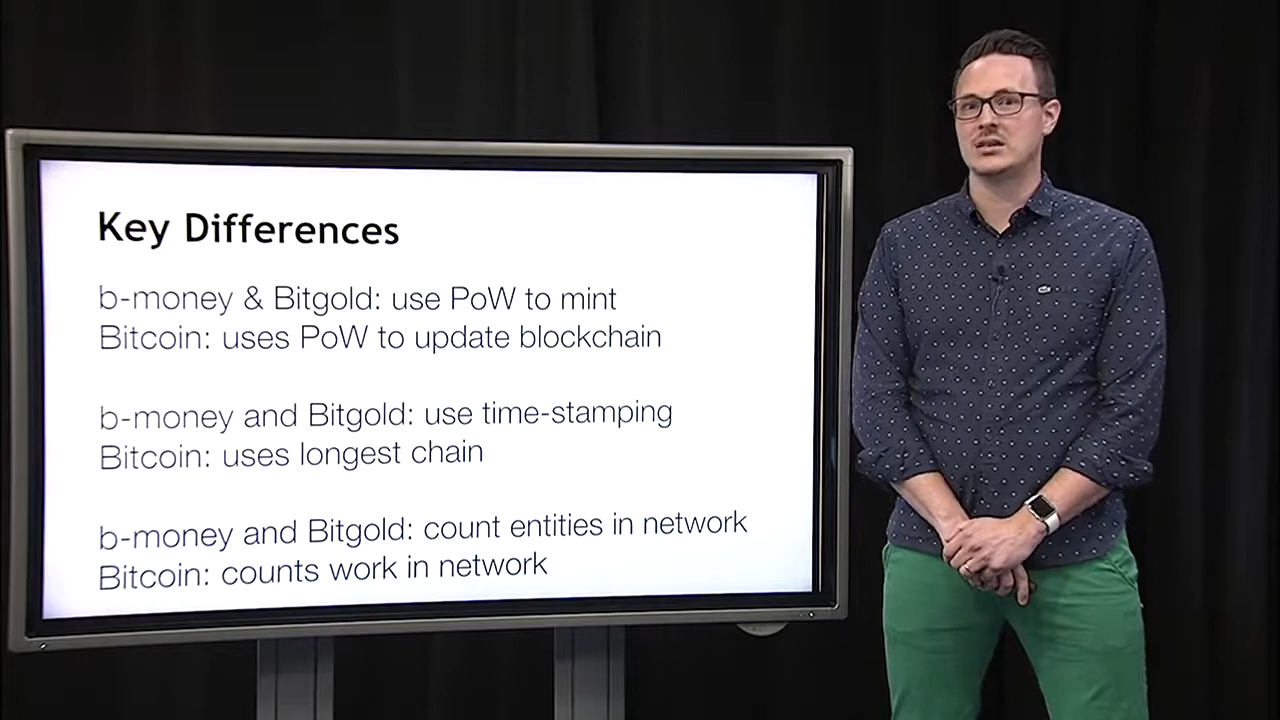 Key Differences
b-money & Bitgold: use PoW to mint
Bitcoin: uses PoW to update blockchain
b-money and Bitgold: use time-stamping
Bitcoin: uses longest chain
b-money and Bitgold: count entities in network
Bitcoin: counts work in network